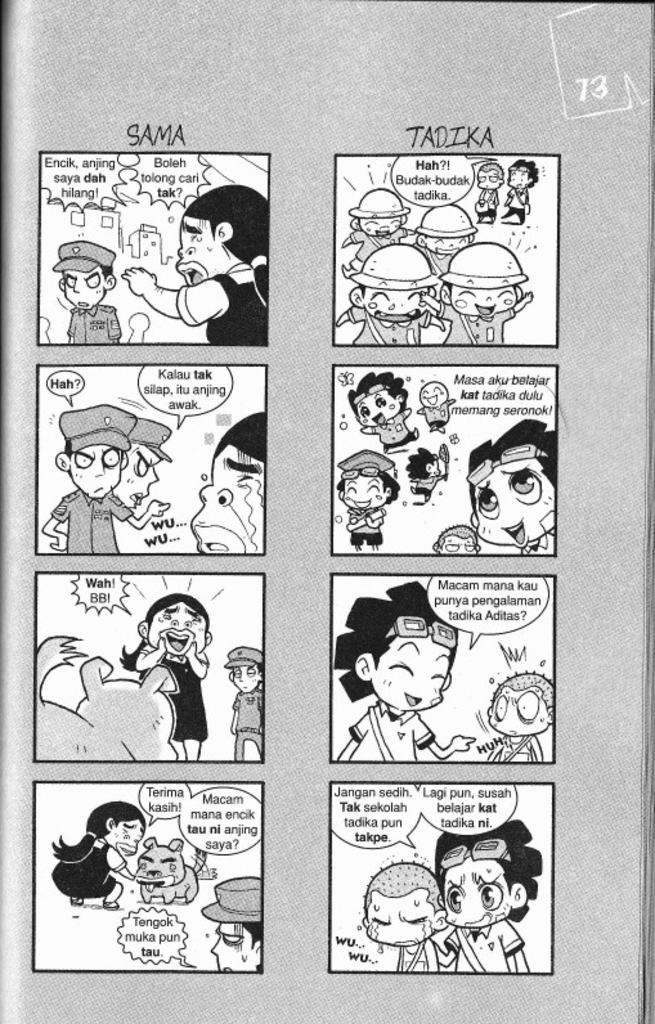 73
SAMA
Encik, anjing
saya dah
hilang!
Boleh
tolong cari
tak?
Hah?
Kalau tak
silap, itu anjing
awak.
WU...
WU...
Wah!
BB!
Terima
kasih!
Macam
mana encik
tau ni anjing
saya?
Tengok
muka pun
tau.
TADIKA
Hah?!
Budak-budak
tadika.
Masa aku belajar
kat tadika dulu
memang seronok!
Macam mana kau
punya pengalaman
tadika Aditas?
HUH
Jangan sedih.
Tak sekolah
tadika pun
takpe.
Lagi pun, susah
belajar kat
tadika ni.
WU...
WU...